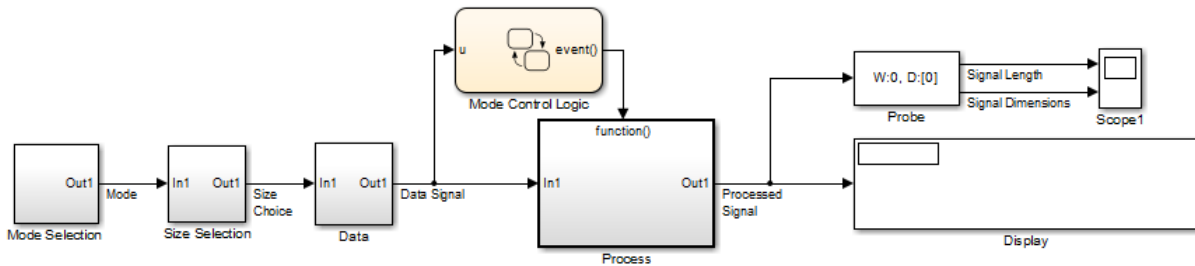 u
event()
Mode Control Logic
W:0, D:[0]
Probe
Signal Length
Signal Dimensions
Scope1
function()
Out1
Mode
Mode Selection
In1
Out1
Size
Choice
Size Selection
In1
Out1
Data Signal
Data
In1
Out1
Processed
Signal
Process
Display